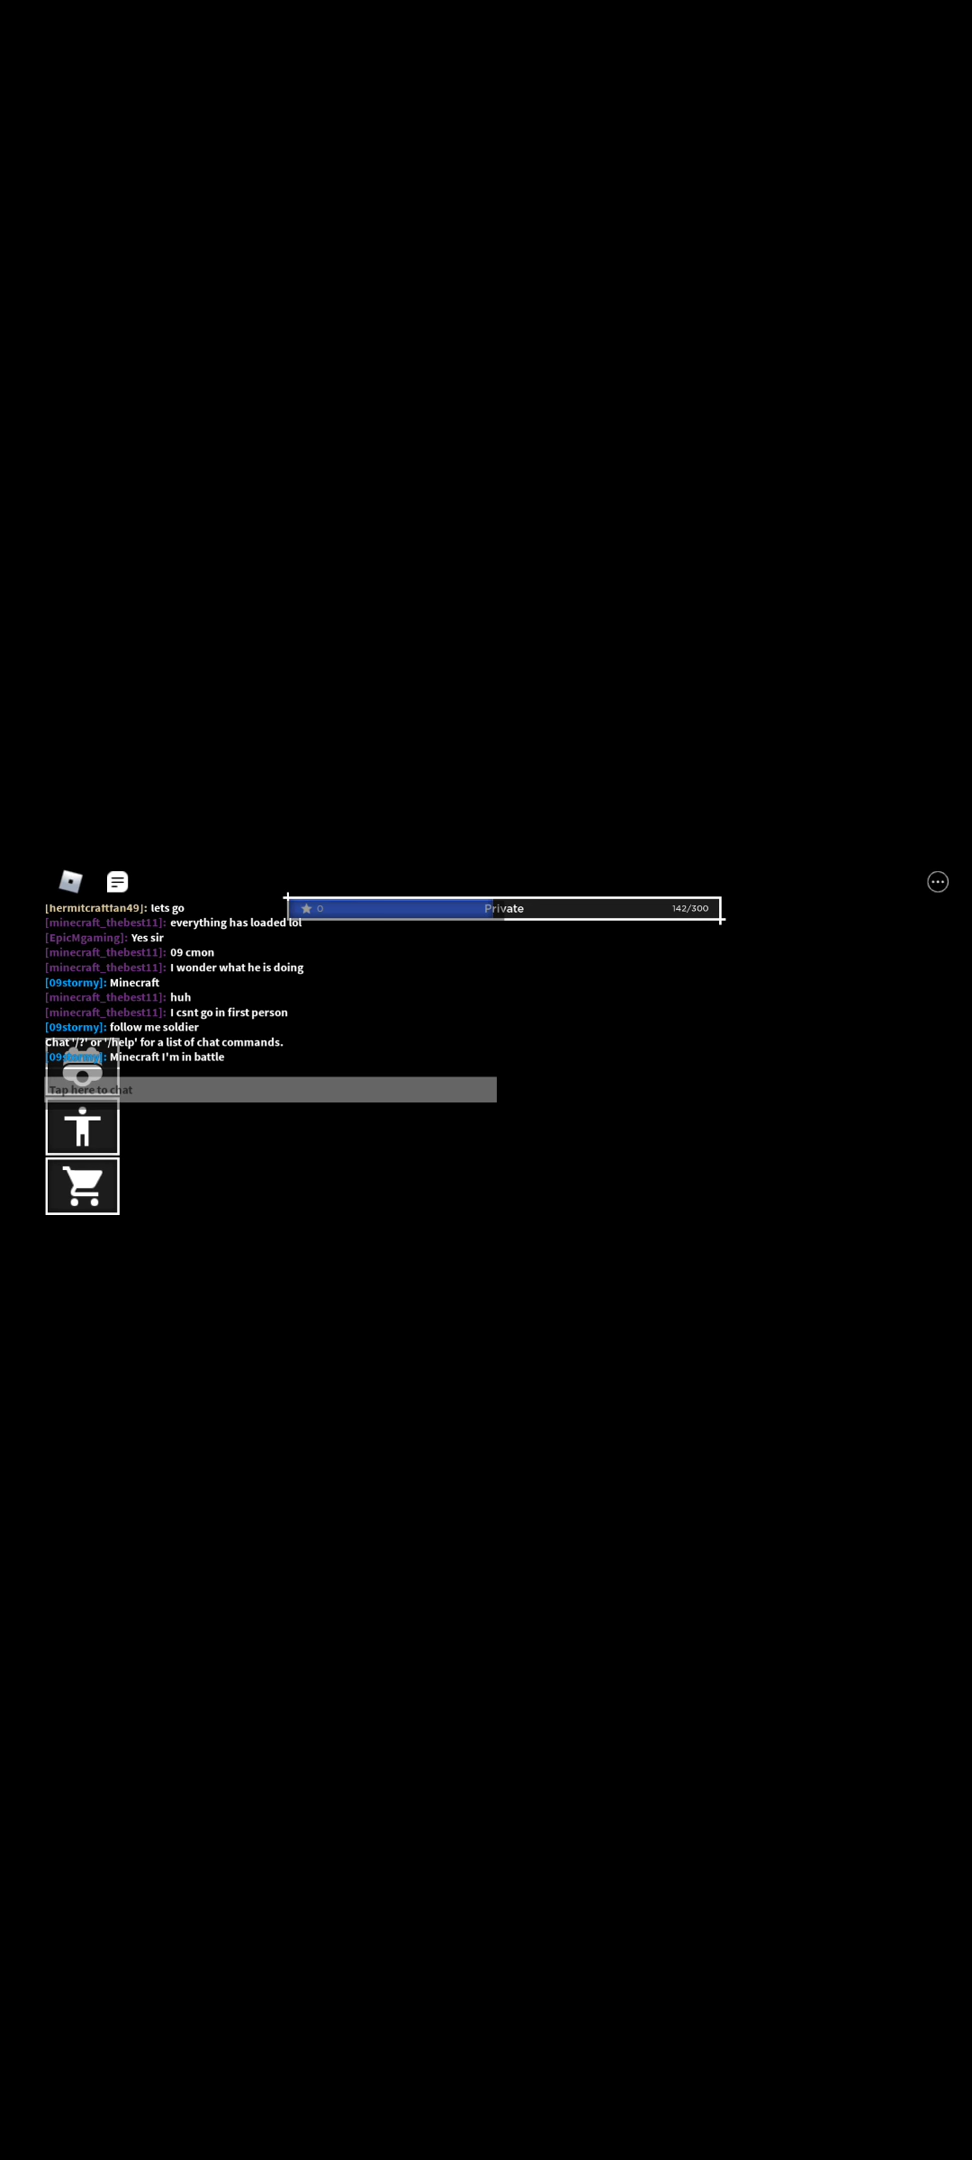 [hermitcraftfan49]: lets go
★ 0 Private 142/300
[minecraft_thebest11]: everything has loaded lol
[EpicMgaming]: Yes sir
[minecraft_thebest11]: 09 cmon
[minecraft_thebest11]: I wonder what he is doing
[09stormy]: Minecraft
[minecraft_thebest11]: huh
[minecraft_thebest11]: I csnt go in first person
[09stormy]: follow me soldier
Chat '/?' or '/help' for a list of chat commands.
[09stormy]: Minecraft I'm in battle
Tap here to chat